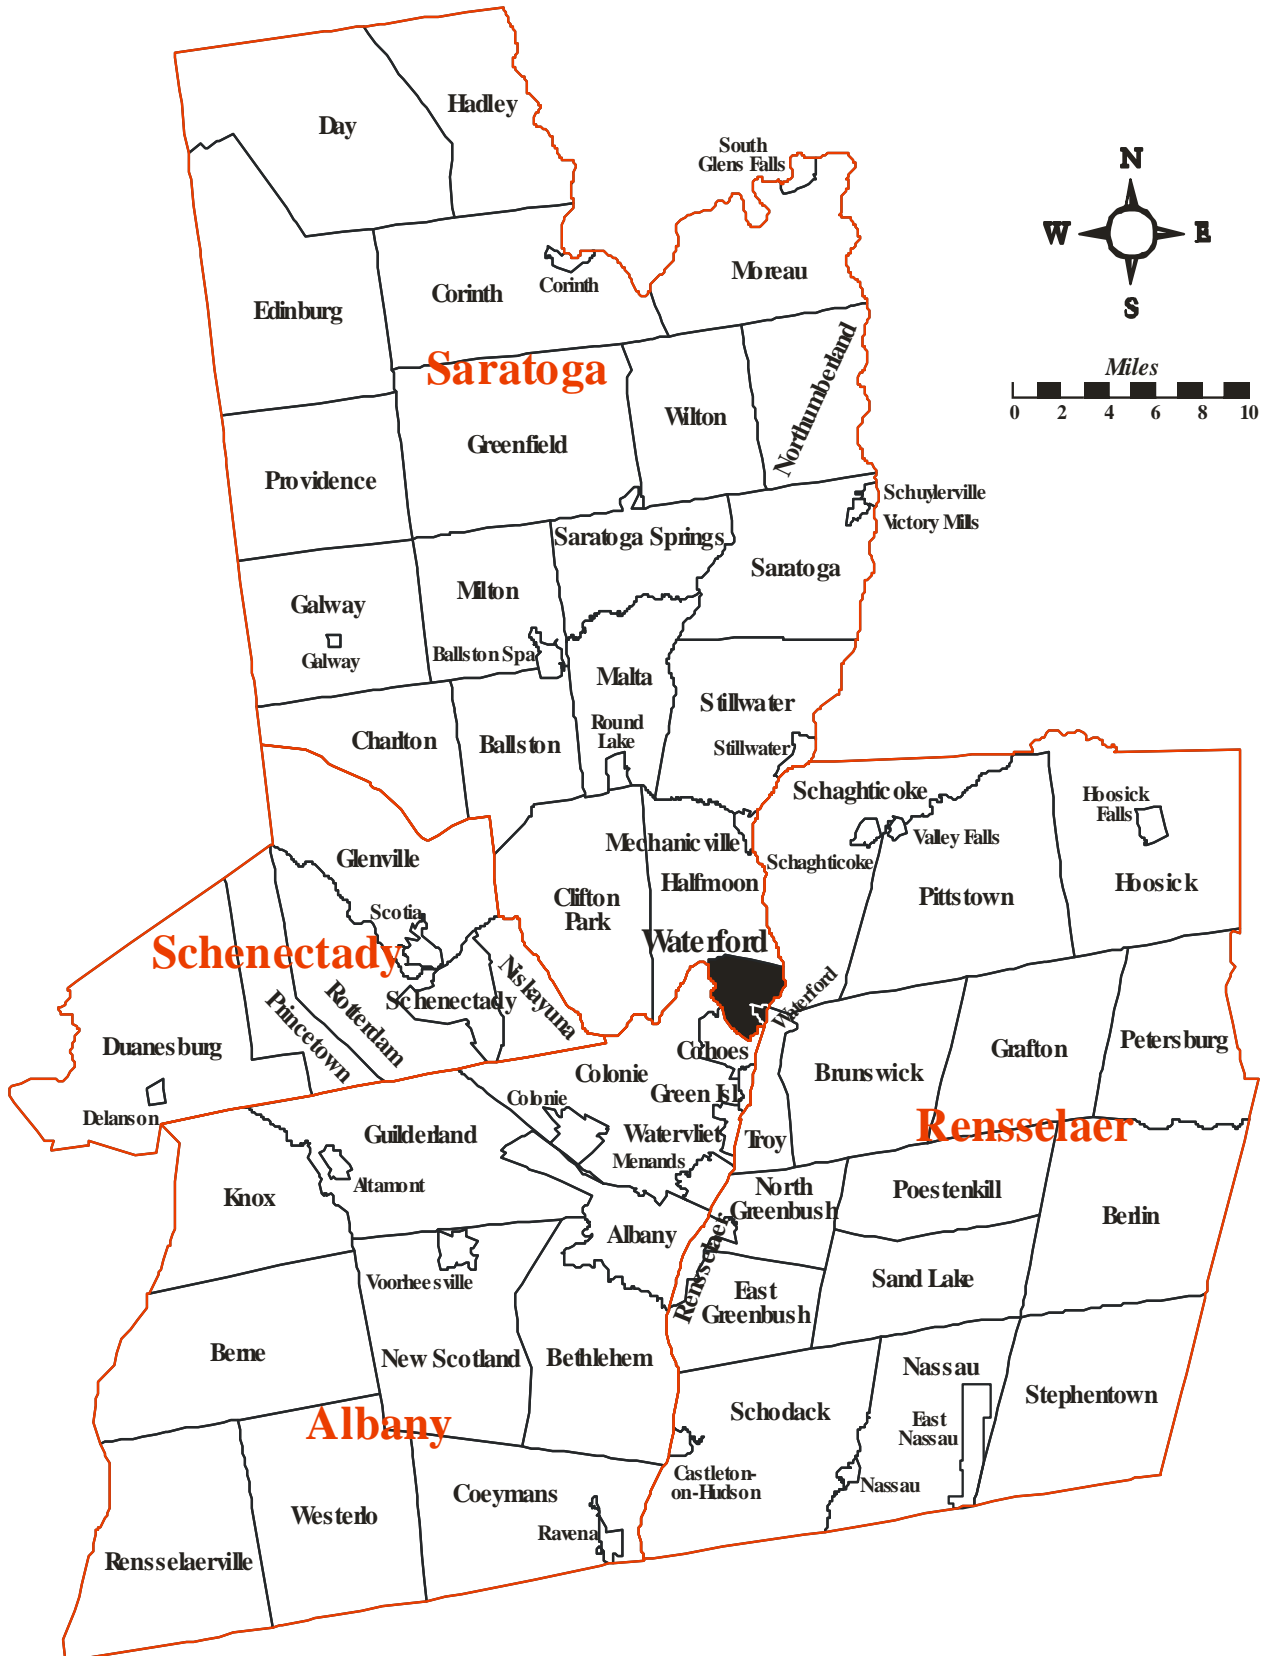 Hadley
Day
South
Glens Falls
N
W
E
S
Moreau
Corinth
Corinth
Edinburg
Miles
0 2 4 6 8 10
Saratoga
Northumberland
Wilton
Greenfield
Providence
Schuylerville
Victory Mills
Saratoga Springs
Saratoga
Milton
Galway
Galway
Ballston Spa
Malta
Stillwater
Round
Lake
Stillwater
Charlton
Ballston
Schaghticoke
Hoosick
Falls
Mechanicville
Valley Falls
Schaghticoke
Glenville
Halfmoon
Hoosick
Clifton
Park
Pittstown
Scotia
Waterford
Schenectady
Niskayuna
Schenectady
Waterford
Rotterdam
Princetown
Duanesburg
Cohoes
Grafton
Petersburg
Colonie
Brunswick
Green Isl.
Colonie
Delanson
Rensselaer
Guilderland
Watervliet
Troy
Menands
Altamont
Knox
North
Greenbush
Poestenkill
Berlin
Albany
Rensselaer
Voorheesville
Sand Lake
East
Greenbush
Berne
New Scotland
Bethlehem
Nassau
Stephentown
Albany
Schodack
East
Nassau
Castleton-
on-Hudson
Nassau
Coeymans
Westerlo
Ravena
Rensselaerville